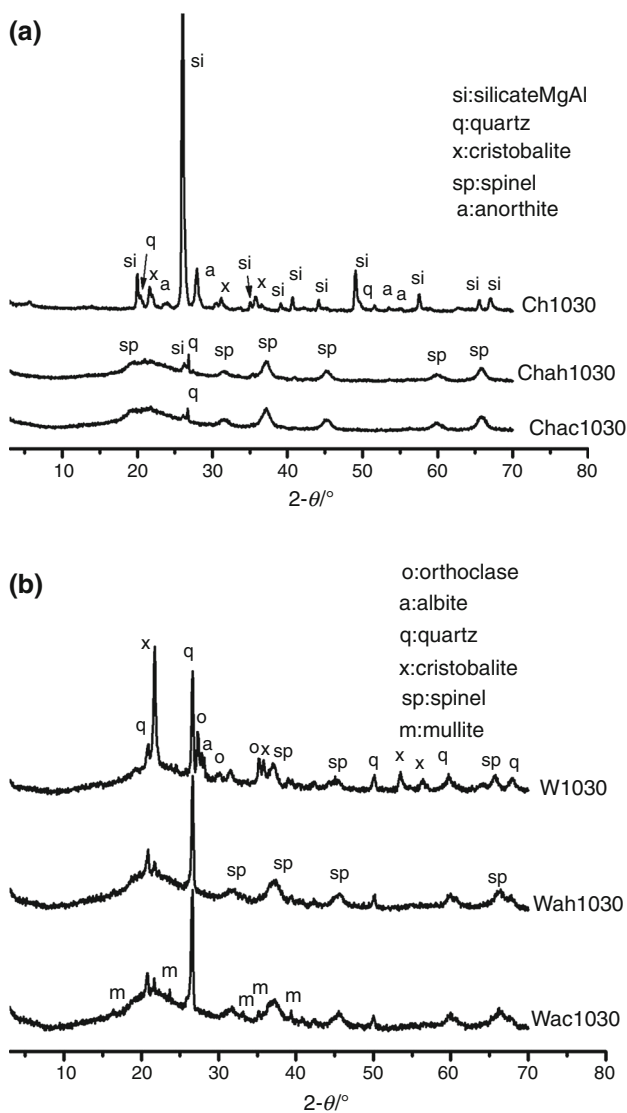 (a)
si
si:silicateMgAl
q:quartz
x:cristobalite
sp:spinel
a:anorthite
si q x a a x si x si si si si q a a si si si
Ch1030
sp si q sp sp sp sp sp
Chah1030
q
Chac1030
10 20 30 40 50 60 70 80
2-θ/°
(b)
o:orthoclase
a:albite
q:quartz
x:cristobalite
sp:spinel
m:mullite
q x q o a o o x sp sp q x x q sp q
W1030
sp sp sp sp
Wah1030
m m m m m
Wac1030
10 20 30 40 50 60 70 80
2-θ/°